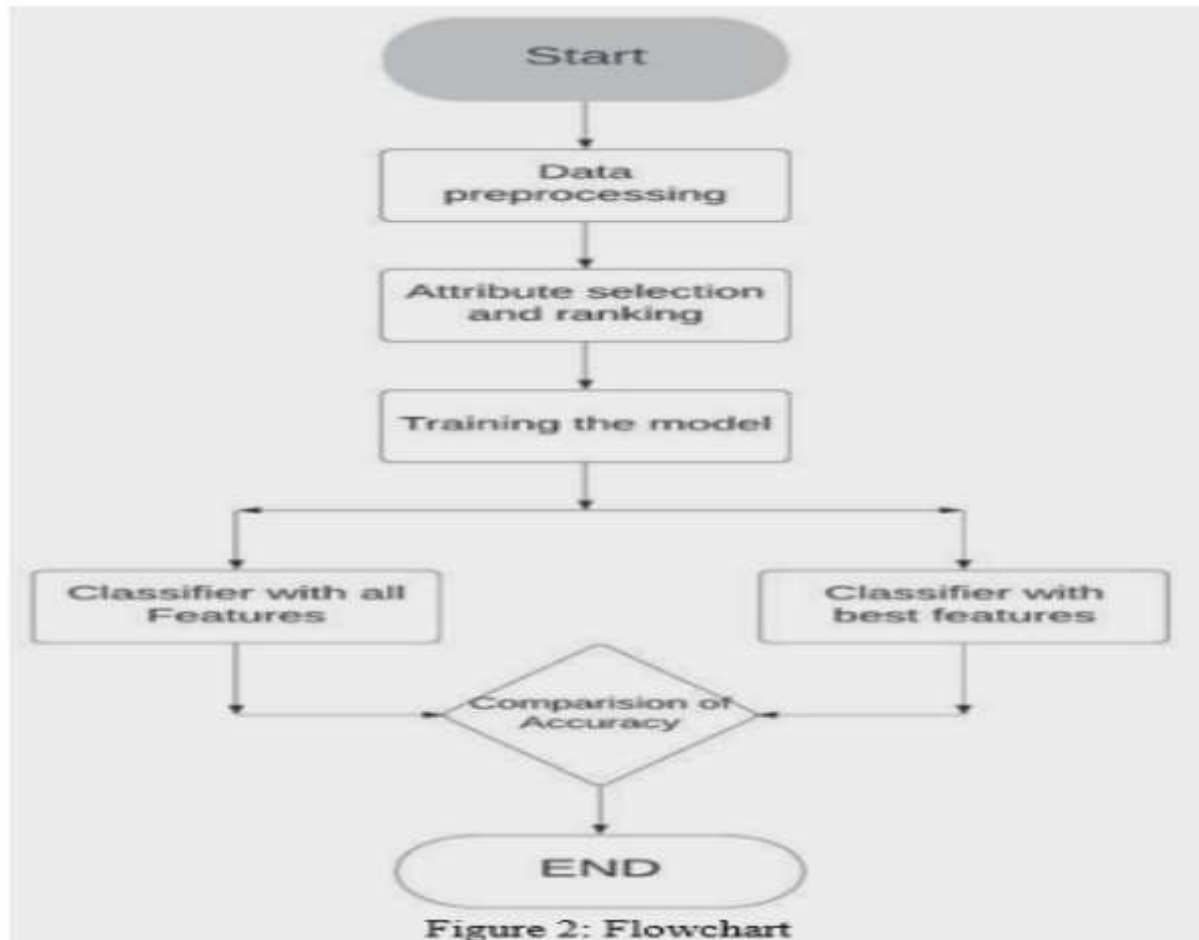 Start
Data
preprocessing
Attribute selection
and ranking
Training the model
Classifier with all
Features
Classifier with
best features
Comparision of
Accuracy
END
Figure 2: Flowchart